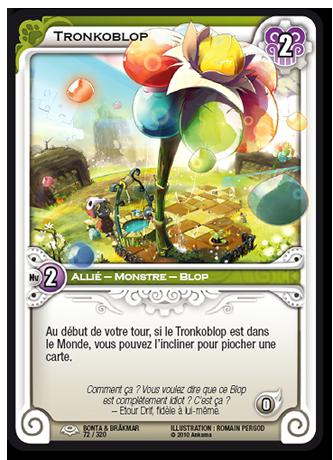 Tronkoblop
2
Nv 2
Allié – Monstre – Blop
Au début de votre tour, si le Tronkoblop est dans
le Monde, vous pouvez l'incliner pour piocher une
carte.
Comment ça ? Vous voulez dire que ce Blop
est complètement idiot ? C'est ça ?
– Etour Drif, fidèle à lui-même.
0
BONTA & BRÂKMAR
72 / 320
ILLUSTRATION : ROMAIN PERGOD
© 2010 Ankama